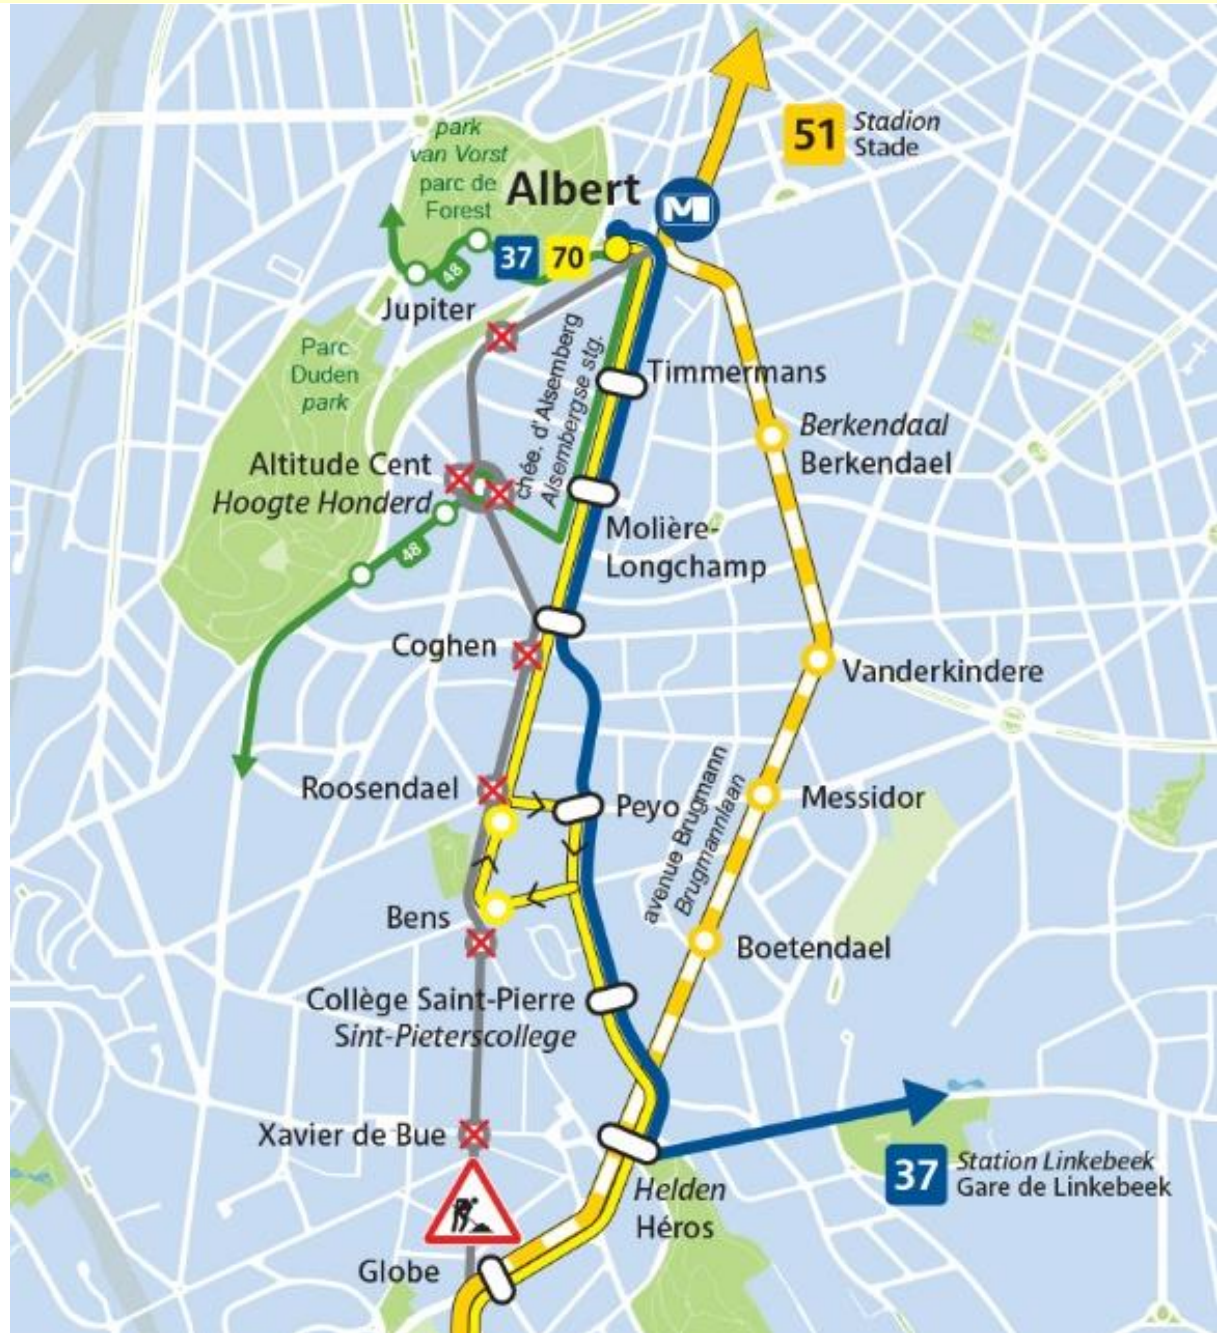 park
van Vorst
parc de
Forest
Albert
M
51
Stadion
Stade
37
70
48
Jupiter
Parc
Duden
park
chée. d'Alsemberg
Alsembergse stg.
Timmermans
Berkendaal
Berkendael
Altitude Cent
Hoogte Honderd
48
Molière-
Longchamp
Coghen
Vanderkindere
Roosendael
Peyo
avenue Brugmann
Brugmannlaan
Messidor
Bens
Boetendael
Collège Saint-Pierre
Sint-Pieterscollege
Xavier de Bue
37
Station Linkebeek
Gare de Linkebeek
Helden
Héros
Globe